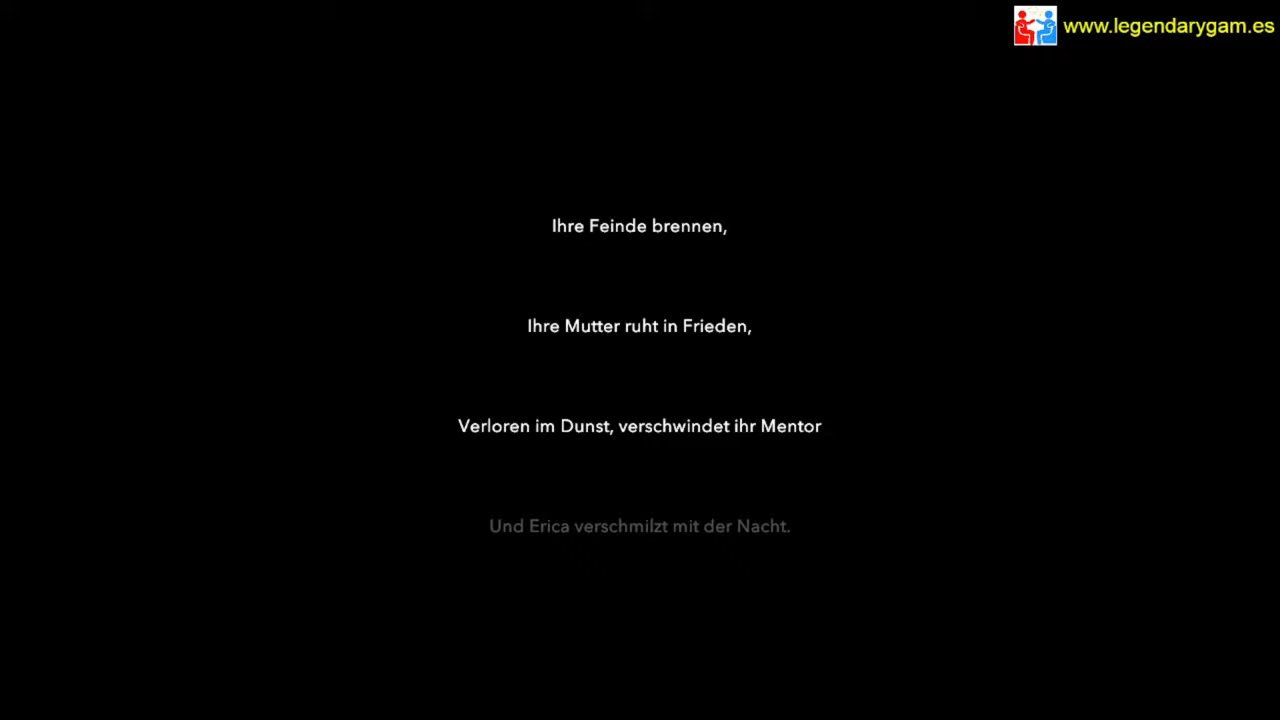 www.legendarygam.es
Ihre Feinde brennen,
Ihre Mutter ruht in Frieden,
Verloren im Dunst, verschwindet ihr Mentor
Und Erica verschmilzt mit der Nacht.